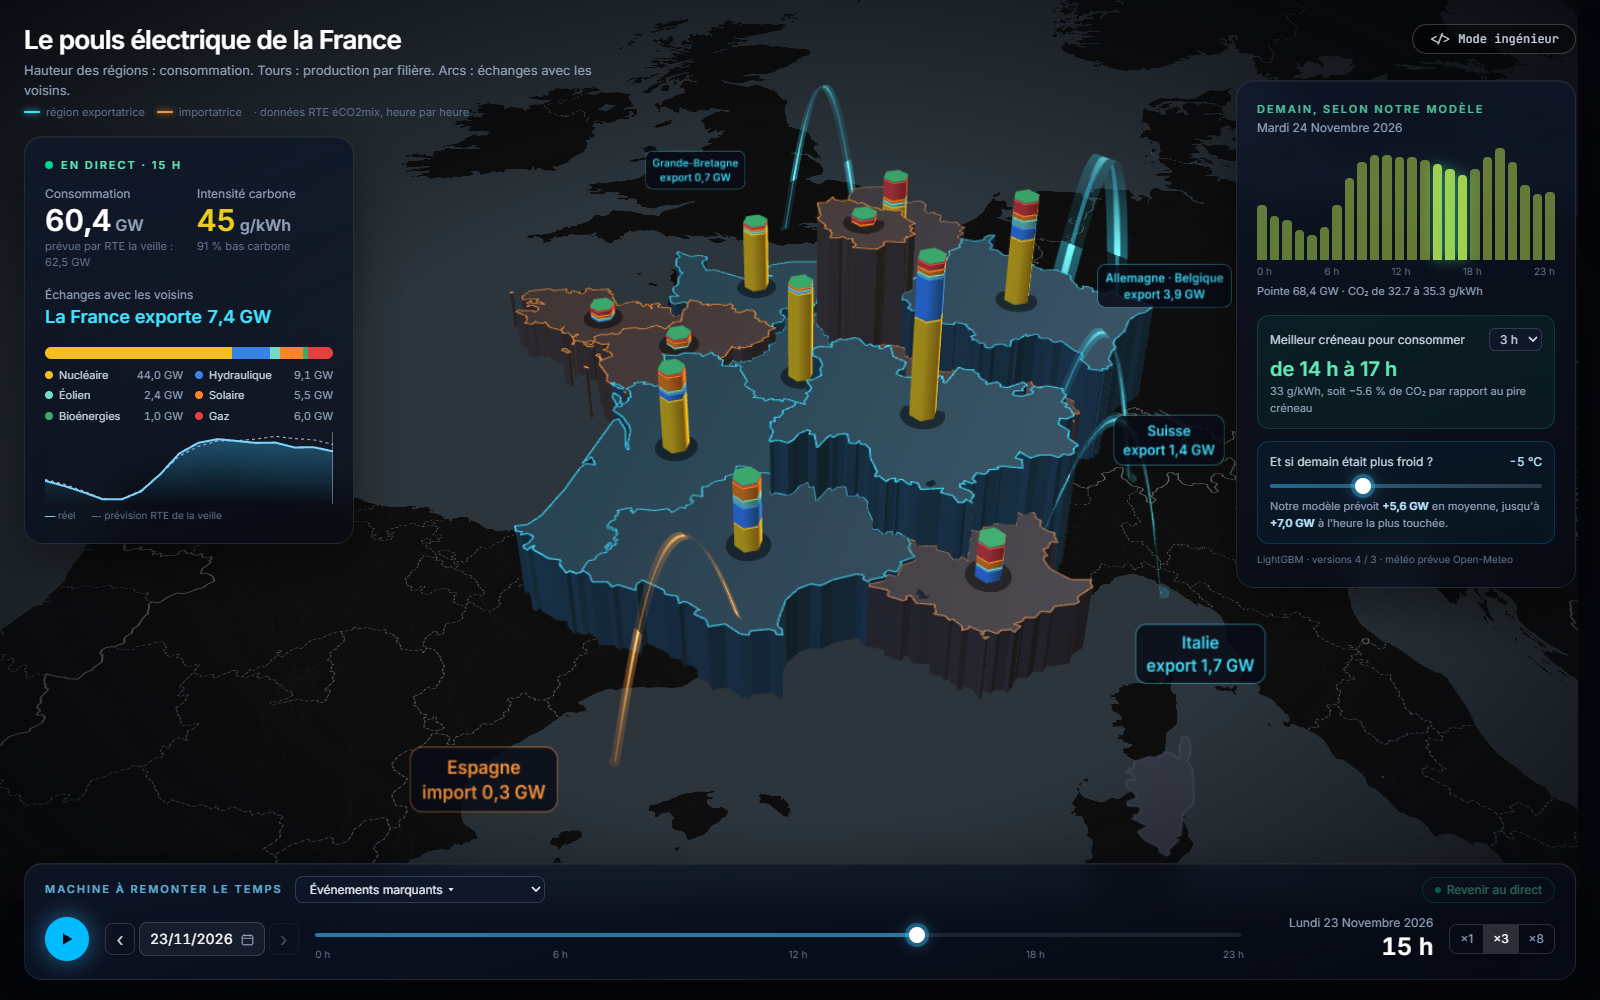 Le pouls électrique de la France
Hauteur des régions : consommation. Tours : production par filière. Arcs : échanges avec les
voisins.
région exportatrice   importatrice   · données RTE éCO2mix, heure par heure
</> Mode ingénieur
EN DIRECT · 15 H
Consommation   Intensité carbone
60,4 GW   45 g/kWh
prévue par RTE la veille :   91 % bas carbone
62,5 GW
Échanges avec les voisins
La France exporte 7,4 GW
Nucléaire 44,0 GW   Hydraulique 9,1 GW
Éolien 2,4 GW   Solaire 5,5 GW
Bioénergies 1,0 GW   Gaz 6,0 GW
— réel   --- prévision RTE de la veille
Grande-Bretagne
export 0,7 GW
Allemagne · Belgique
export 3,9 GW
Suisse
export 1,4 GW
Italie
export 1,7 GW
Espagne
import 0,3 GW
DEMAIN, SELON NOTRE MODÈLE
Mardi 24 Novembre 2026
0 h   6 h   12 h   18 h   23 h
Pointe 68,4 GW · CO₂ de 32.7 à 35.3 g/kWh
Meilleur créneau pour consommer   3 h
de 14 h à 17 h
33 g/kWh, soit −5.6 % de CO₂ par rapport au pire
créneau
Et si demain était plus froid ?   -5 °C
Notre modèle prévoit +5,6 GW en moyenne, jusqu'à
+7,0 GW à l'heure la plus touchée.
LightGBM · versions 4 / 3 · météo prévue Open-Meteo
MACHINE À REMONTER LE TEMPS   Événements marquants   Revenir au direct
23/11/2026
0 h   6 h   12 h   18 h   23 h
Lundi 23 Novembre 2026
15 h
×1   ×3   ×8